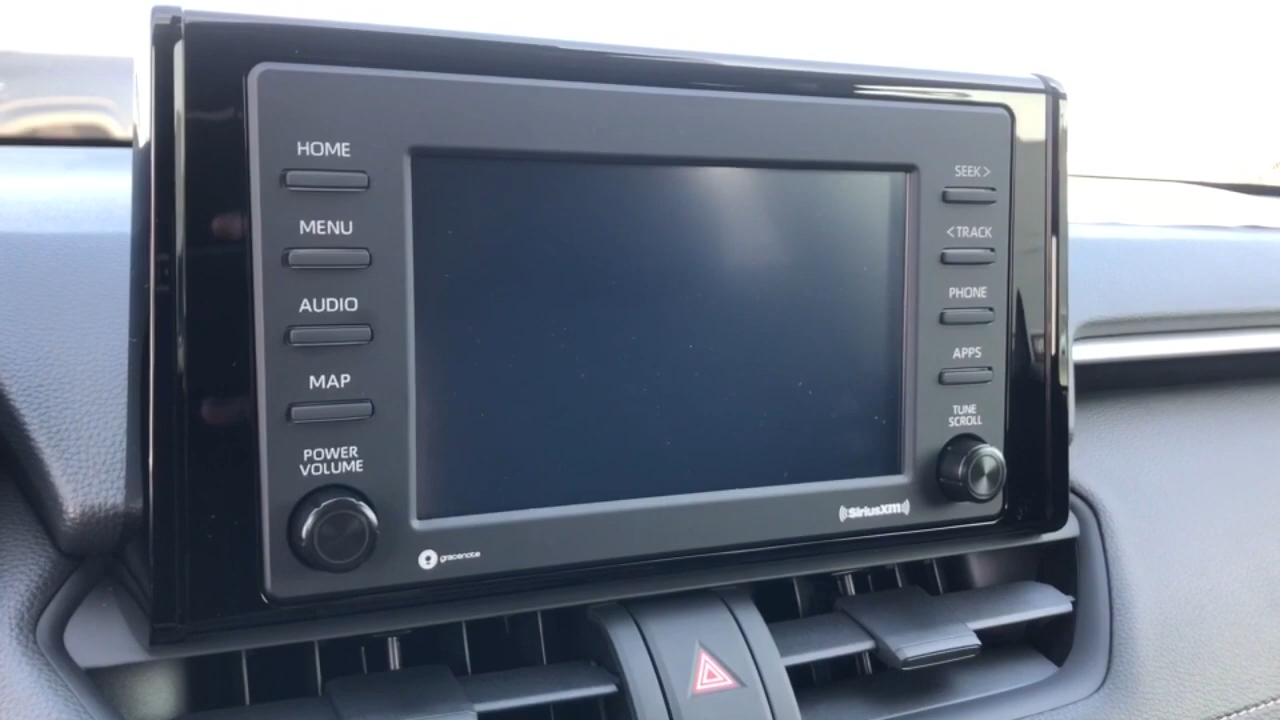 HOME
MENU
AUDIO
MAP
POWER
VOLUME
SEEK >
< TRACK
PHONE
APPS
TUNE
SCROLL
gracenote
SiriusXM